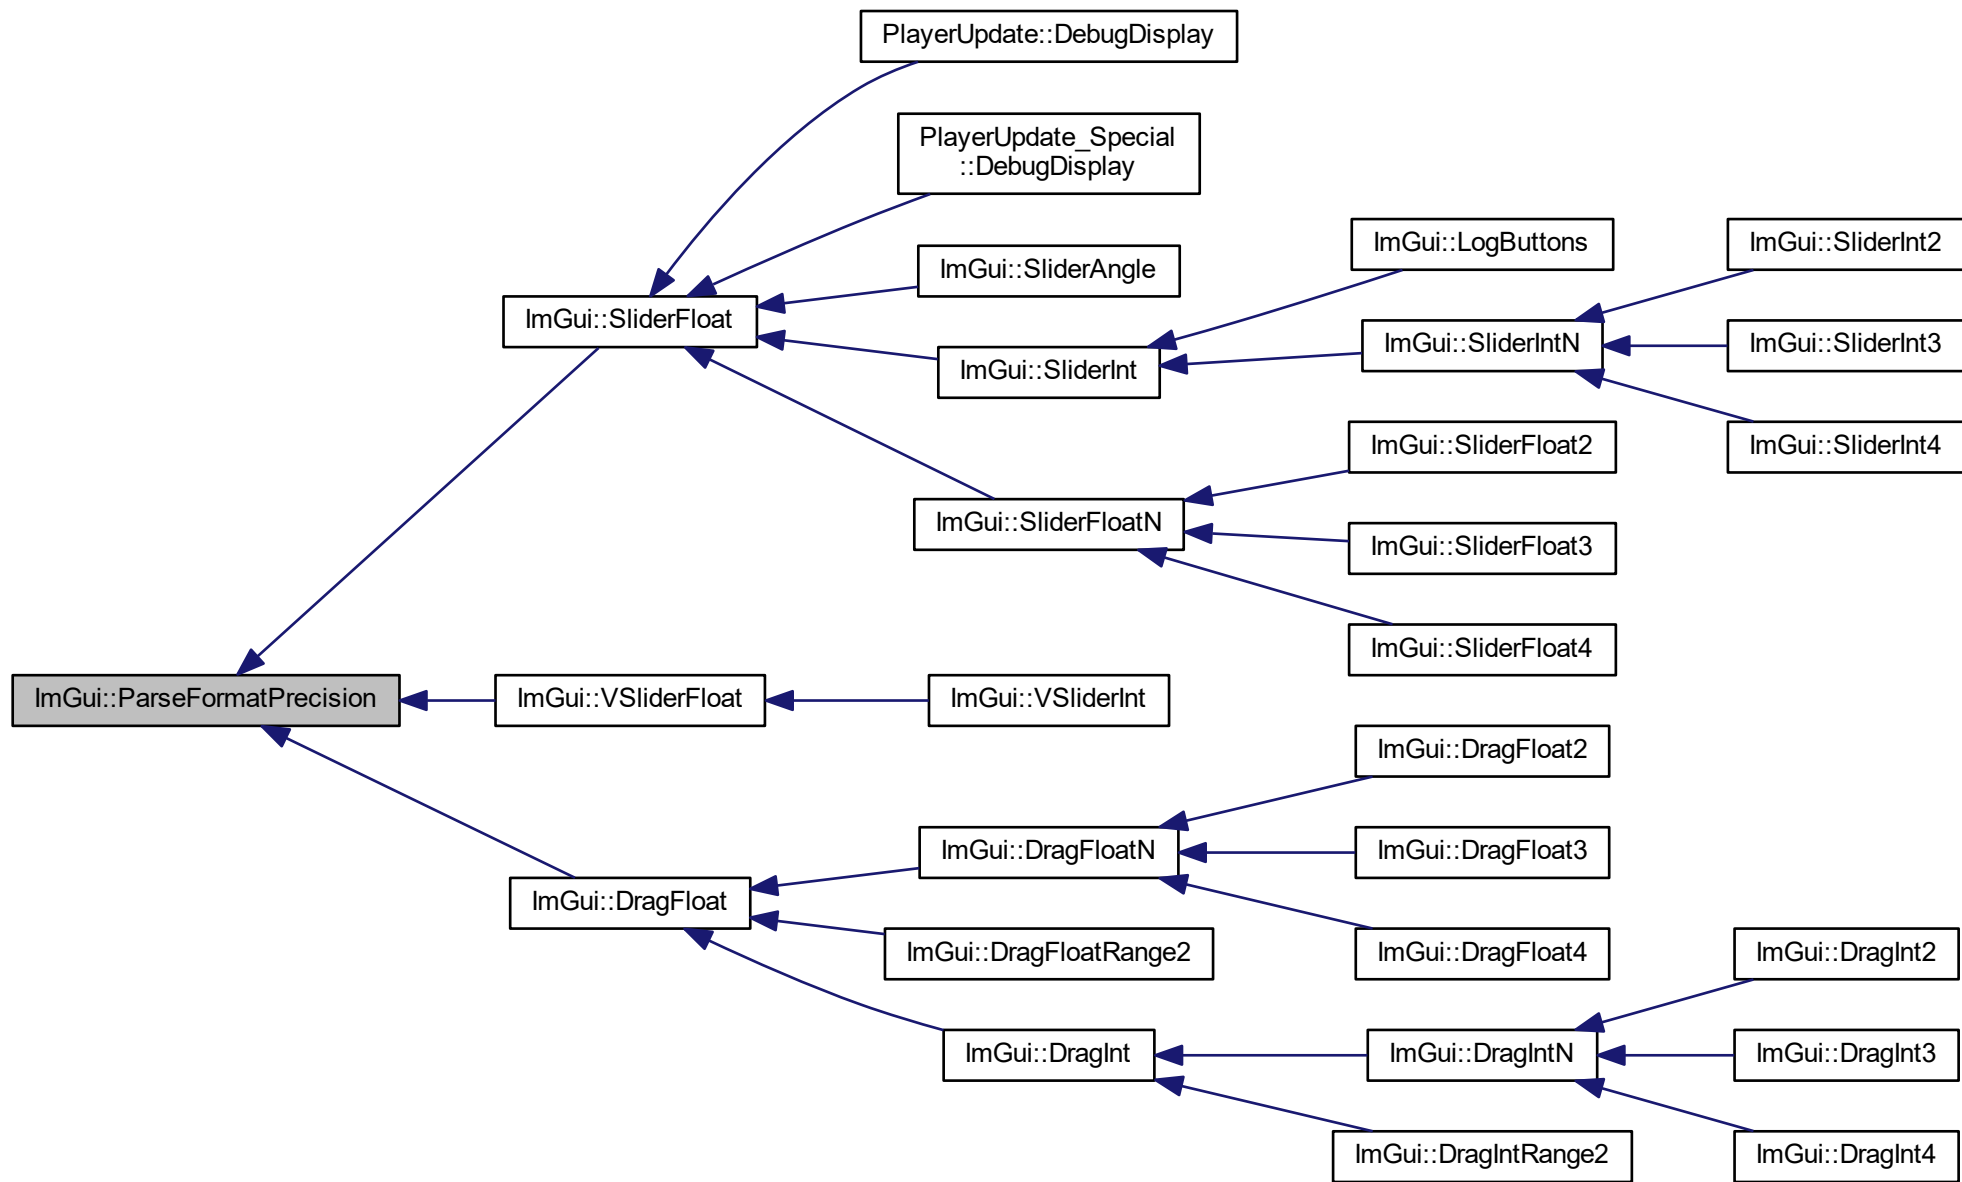 PlayerUpdate::DebugDisplay
PlayerUpdate_Special
::DebugDisplay
ImGui::SliderAngle
ImGui::LogButtons
ImGui::SliderInt2
ImGui::SliderFloat
ImGui::SliderInt
ImGui::SliderIntN
ImGui::SliderInt3
ImGui::SliderInt4
ImGui::SliderFloat2
ImGui::SliderFloatN
ImGui::SliderFloat3
ImGui::SliderFloat4
ImGui::ParseFormatPrecision
ImGui::VSliderFloat
ImGui::VSliderInt
ImGui::DragFloat2
ImGui::DragFloatN
ImGui::DragFloat3
ImGui::DragFloat
ImGui::DragFloatRange2
ImGui::DragFloat4
ImGui::DragInt2
ImGui::DragInt
ImGui::DragIntN
ImGui::DragInt3
ImGui::DragIntRange2
ImGui::DragInt4